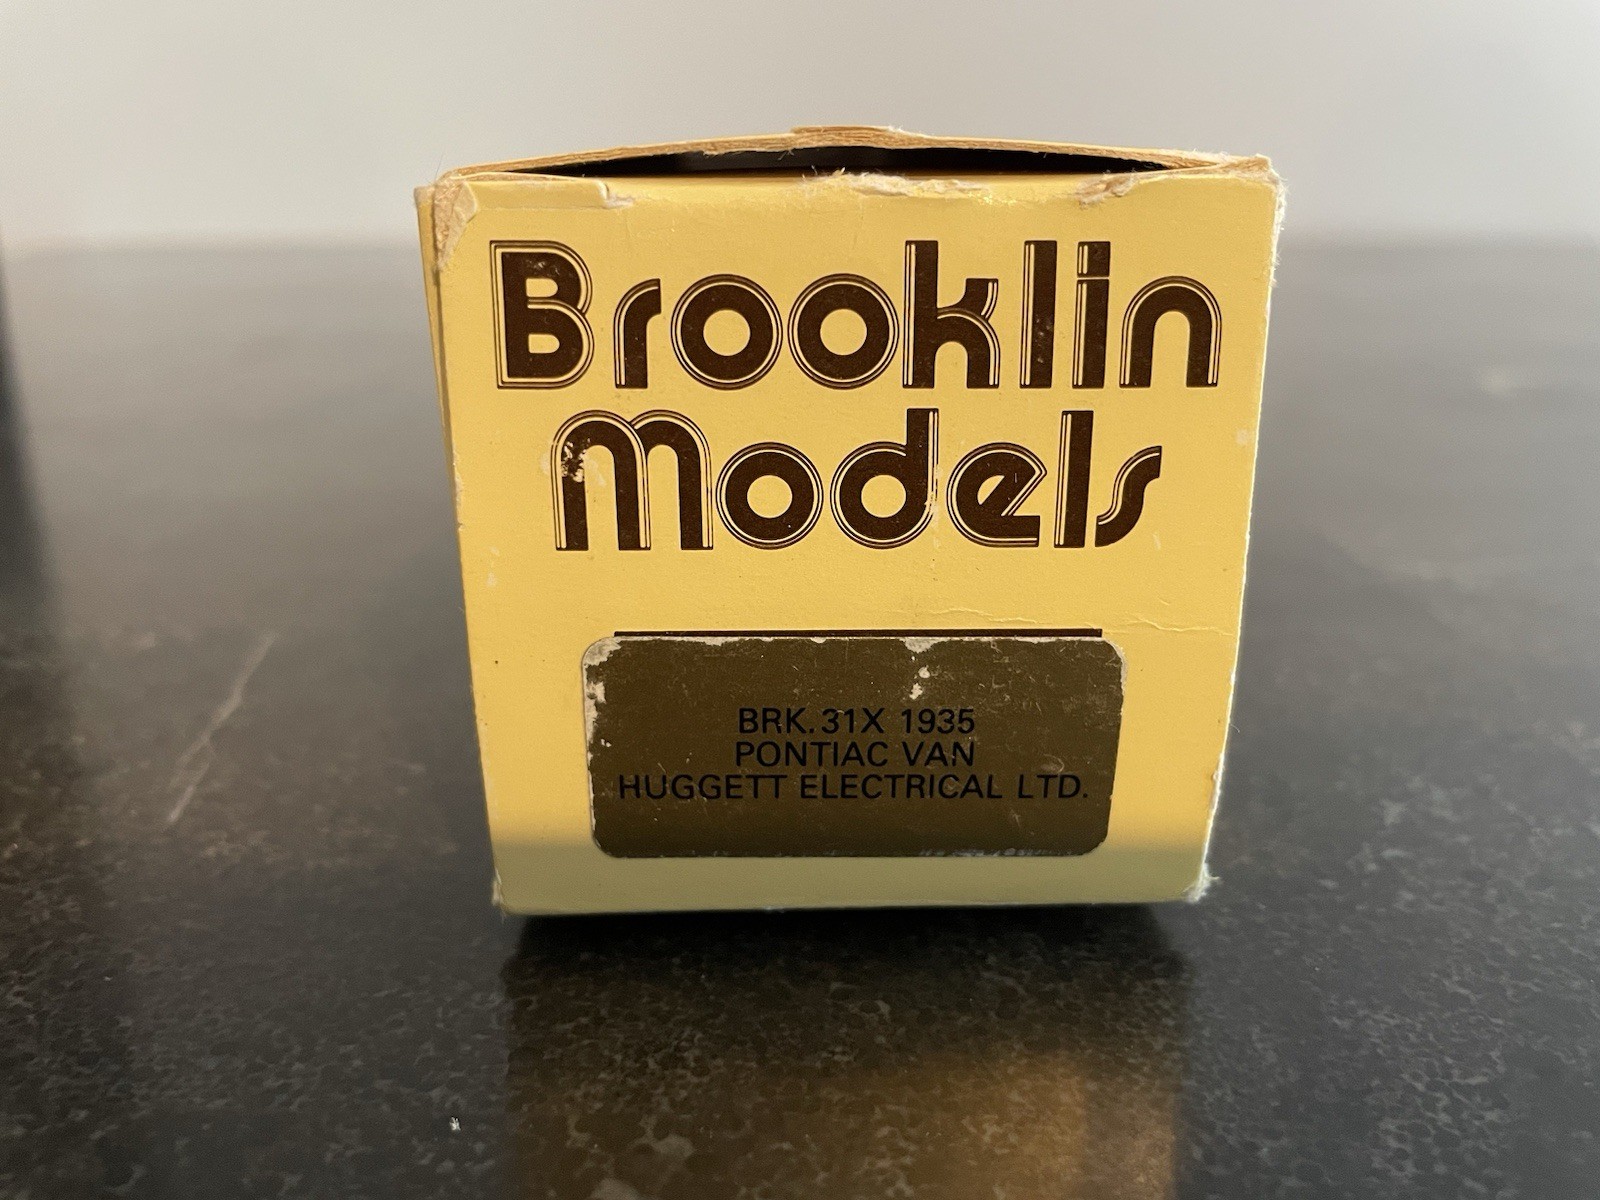 Brooklin
Models
BRK.31X 1935
PONTIAC VAN
HUGGETT ELECTRICAL LTD.